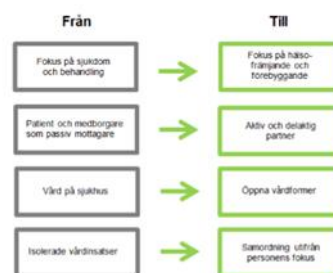 Från
Till
Fokus på sjukdom
och behandling
Fokus på hälso-
främjande och
förebyggande
Patient och medborgare
som passiv mottagare
Aktiv och delaktig
partner
Vård på sjukhus
Öppna vårdformer
Isolerade vårdinsatser
Samordning utifrån
personens fokus